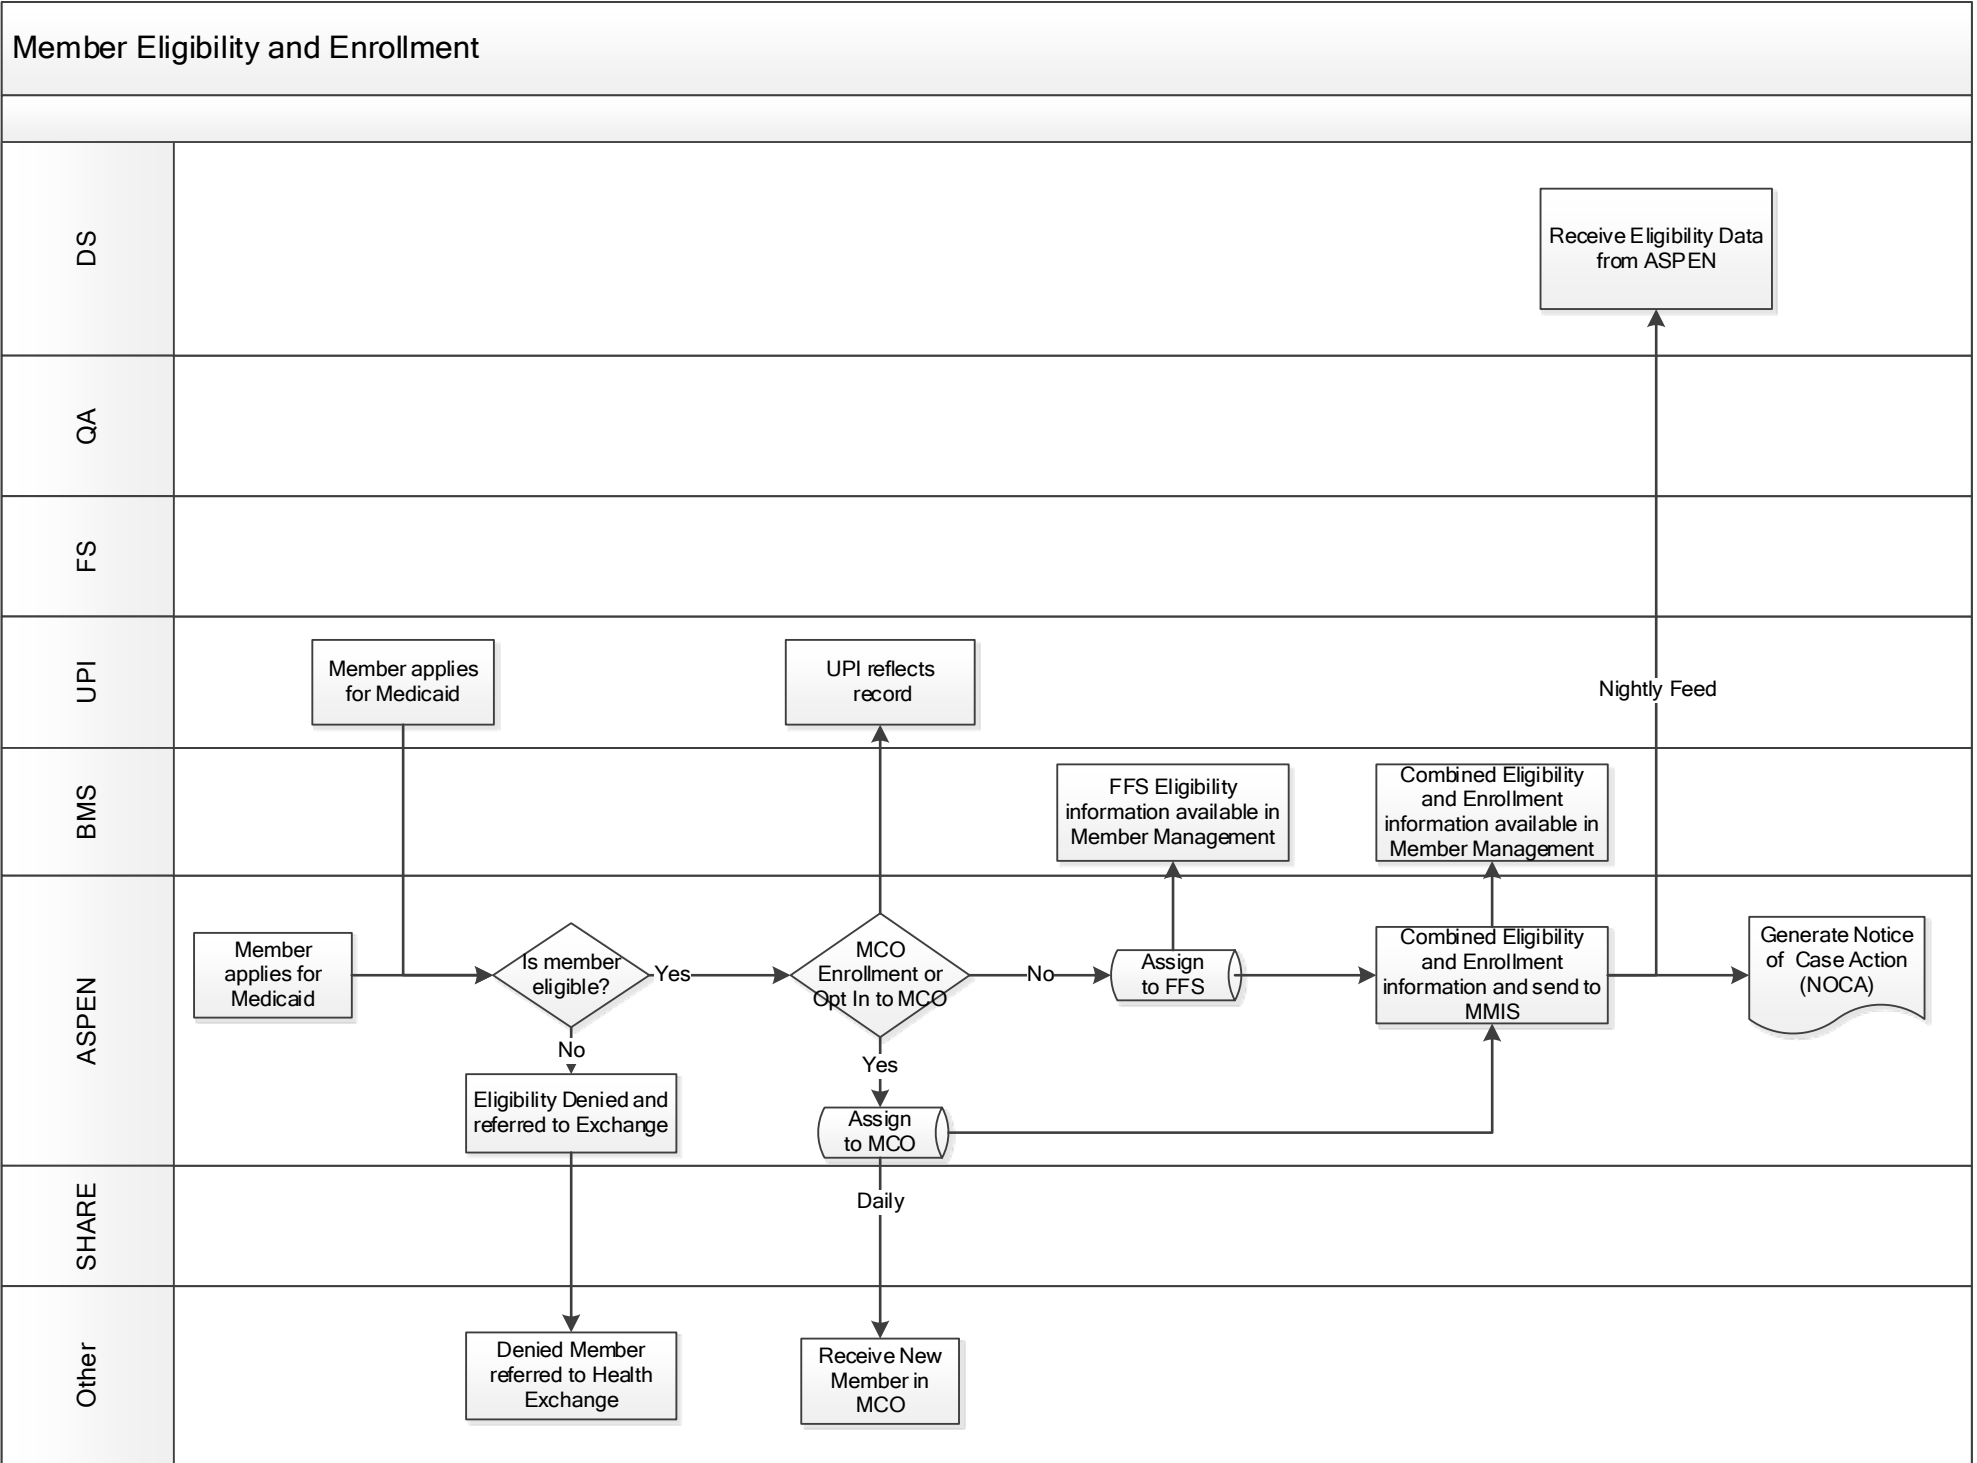 Member Eligibility and Enrollment
DS
Receive Eligibility Data
from ASPEN
QA
FS
UPI
Member applies
for Medicaid
UPI reflects
record
Nightly Feed
BMS
FFS Eligibility
information available in
Member Management
Combined Eligibility
and Enrollment
information available in
Member Management
ASPEN
Member
applies for
Medicaid
Is member
eligible?
Yes
MCO
Enrollment or
Opt In to MCO
No
Assign
to FFS
Combined Eligibility
and Enrollment
information and send to
MMIS
Generate Notice
of Case Action
(NOCA)
No
Yes
Eligibility Denied and
referred to Exchange
Assign
to MCO
SHARE
Daily
Other
Denied Member
referred to Health
Exchange
Receive New
Member in
MCO